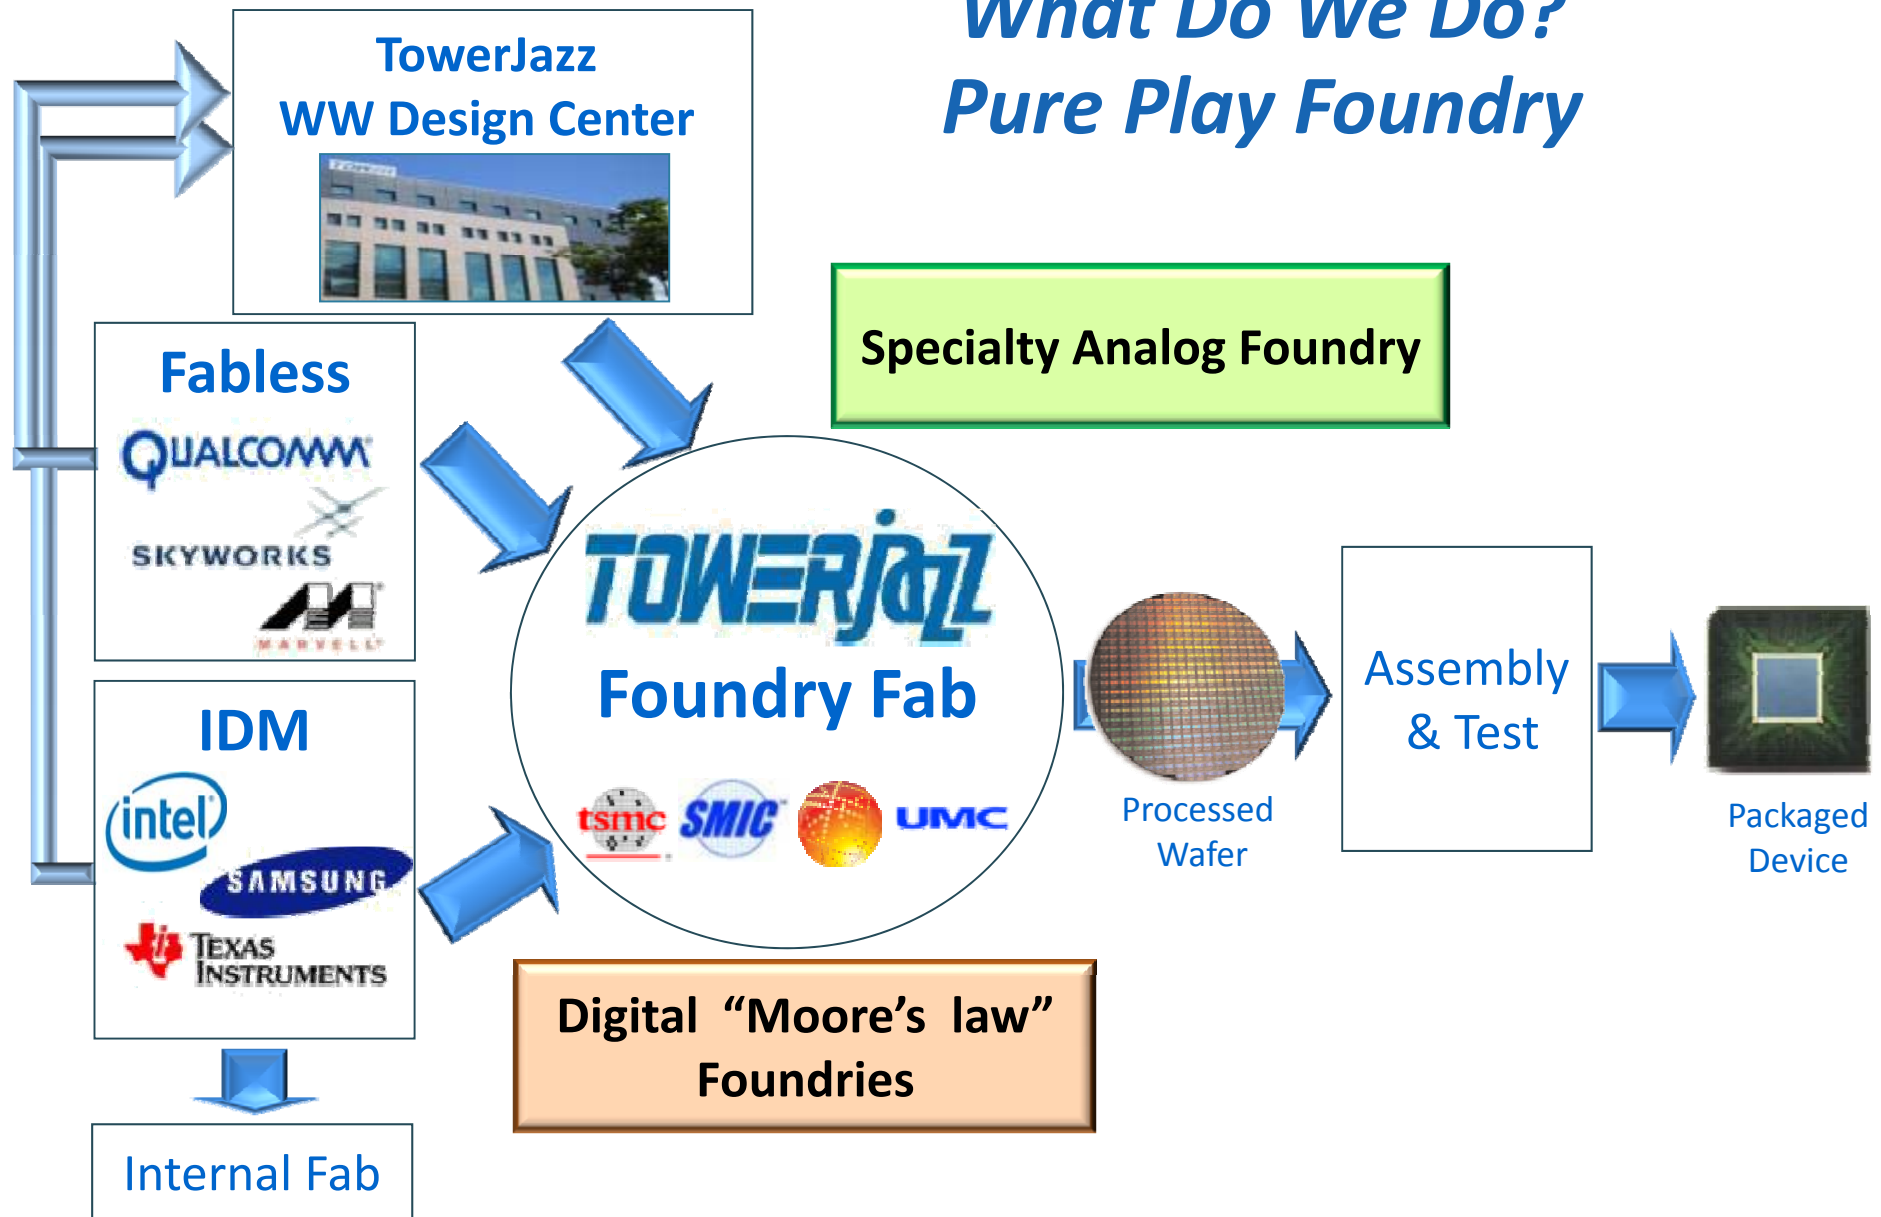 What Do We Do?
Pure Play Foundry
TowerJazz
WW Design Center
Fabless
QUALCOMM
SKYWORKS
MARVELL
IDM
intel
SAMSUNG
TEXAS
INSTRUMENTS
Internal Fab
Specialty Analog Foundry
TOWERJAZZ
Foundry Fab
tsmc
SMIC
UMC
Digital “Moore’s law”
Foundries
Processed
Wafer
Assembly
& Test
Packaged
Device